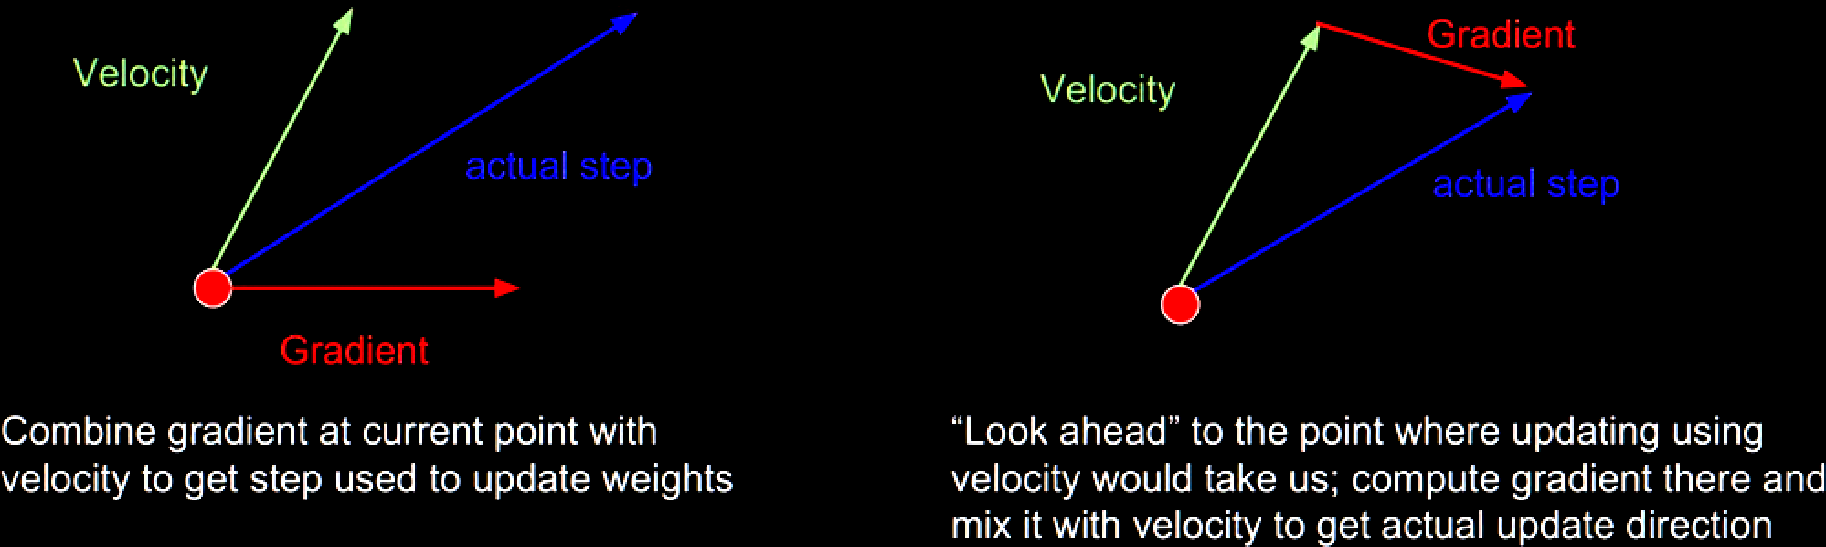 Velocity
actual step
Gradient
Combine gradient at current point with
velocity to get step used to update weights
Gradient
Velocity
actual step
“Look ahead” to the point where updating using
velocity would take us; compute gradient there and
mix it with velocity to get actual update direction